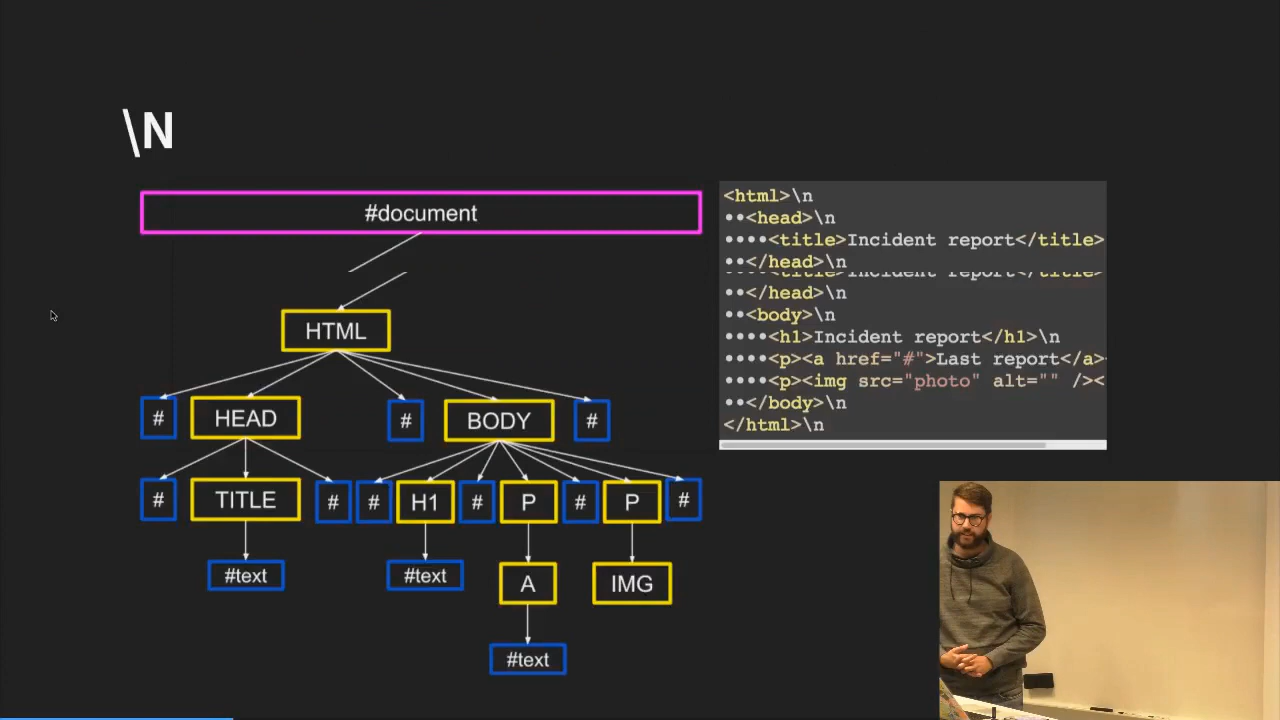 \N
#document
HTML
# HEAD # BODY #
# TITLE # # H1 # P # P #
#text #text A IMG
#text
<html>\n
••<head>\n
••••<title>Incident report</title>
••</head>\n
••••<title>Incident report</title>
••</head>\n
••<body>\n
••••<h1>Incident report</h1>\n
••••<p><a href="#">Last report</a>
••••<p><img src="photo" alt="" /><
••</body>\n
</html>\n